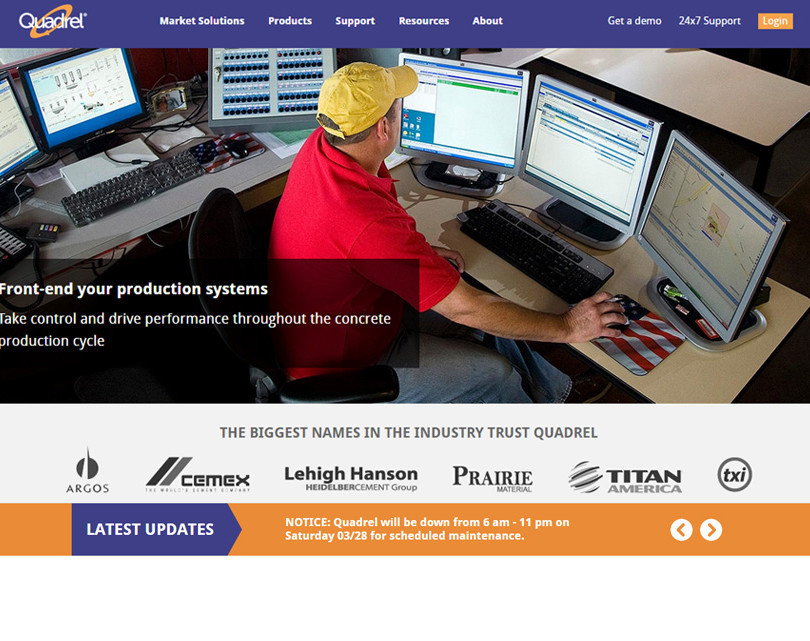 Quadrel®
Market Solutions
Products
Support
Resources
About
Get a demo
24x7 Support
Login
Front-end your production systems
Take control and drive performance throughout the concrete
production cycle
THE BIGGEST NAMES IN THE INDUSTRY TRUST QUADREL
ARGOS
CEMEX
THE WORLD'S CEMENT COMPANY
Lehigh Hanson
HEIDELBERGCEMENT Group
PRAIRIE
MATERIAL
TITAN
AMERICA
txi
LATEST UPDATES
NOTICE: Quadrel will be down from 6 am - 11 pm on
Saturday 03/28 for scheduled maintenance.